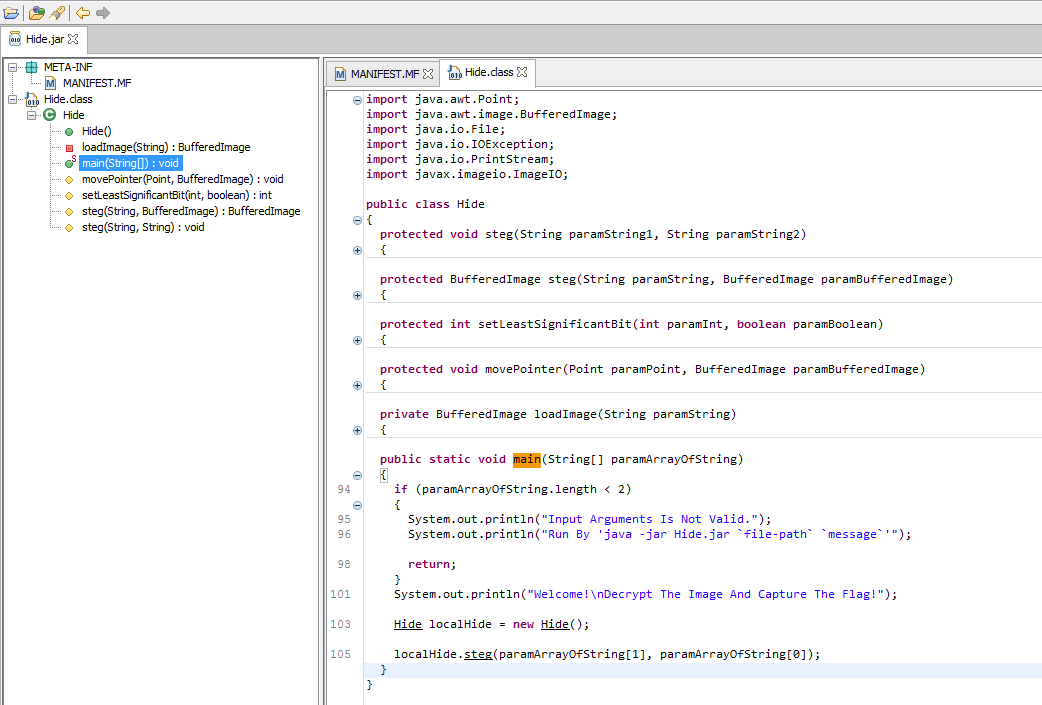 Hide.jar
META-INF
MANIFEST.MF
Hide.class
Hide
Hide()
loadImage(String) : BufferedImage
main(String[]) : void
movePointer(Point, BufferedImage) : void
setLeastSignificantBit(int, boolean) : int
steg(String, BufferedImage) : BufferedImage
steg(String, String) : void
MANIFEST.MF Hide.class
import java.awt.Point;
import java.awt.image.BufferedImage;
import java.io.File;
import java.io.IOException;
import java.io.PrintStream;
import javax.imageio.ImageIO;
public class Hide
{
protected void steg(String paramString1, String paramString2)
{
protected BufferedImage steg(String paramString, BufferedImage paramBufferedImage)
{
protected int setLeastSignificantBit(int paramInt, boolean paramBoolean)
{
protected void movePointer(Point paramPoint, BufferedImage paramBufferedImage)
{
private BufferedImage loadImage(String paramString)
{
public static void main(String[] paramArrayOfString)
{
94 if (paramArrayOfString.length < 2)
{
95 System.out.println("Input Arguments Is Not Valid.");
96 System.out.println("Run By 'java -jar Hide.jar `file-path` `message`'");
98 return;
}
101 System.out.println("Welcome!\nDecrypt The Image And Capture The Flag!");
103 Hide localHide = new Hide();
105 localHide.steg(paramArrayOfString[1], paramArrayOfString[0]);
}
}